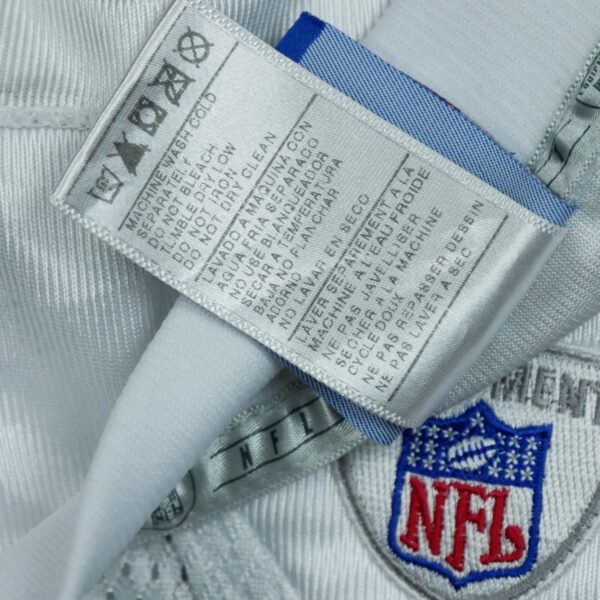 MACHINE WASH COLD
SEPARATELY
DO NOT BLEACH
TUMBLE DRY LOW
DO NOT IRON
DO NOT DRY CLEAN
LAVADO A MAQUINA CON
AGUA FRIA SEPARADO
NO USE BLANQUEADOR
SECAR A TEMPERATURA
BAJA NO PLANCHAR
ADORNO
NO LAVAR EN SECO
LAVER SEPAREMENT A LA
MACHINE A L'EAU FROIDE
NE PAS JAVELLISER
SECHER A LA MACHINE
CYCLE DOUX
NE PAS REPASSER DESSIN
NE PAS LAVER A SEC
NFL
NFL